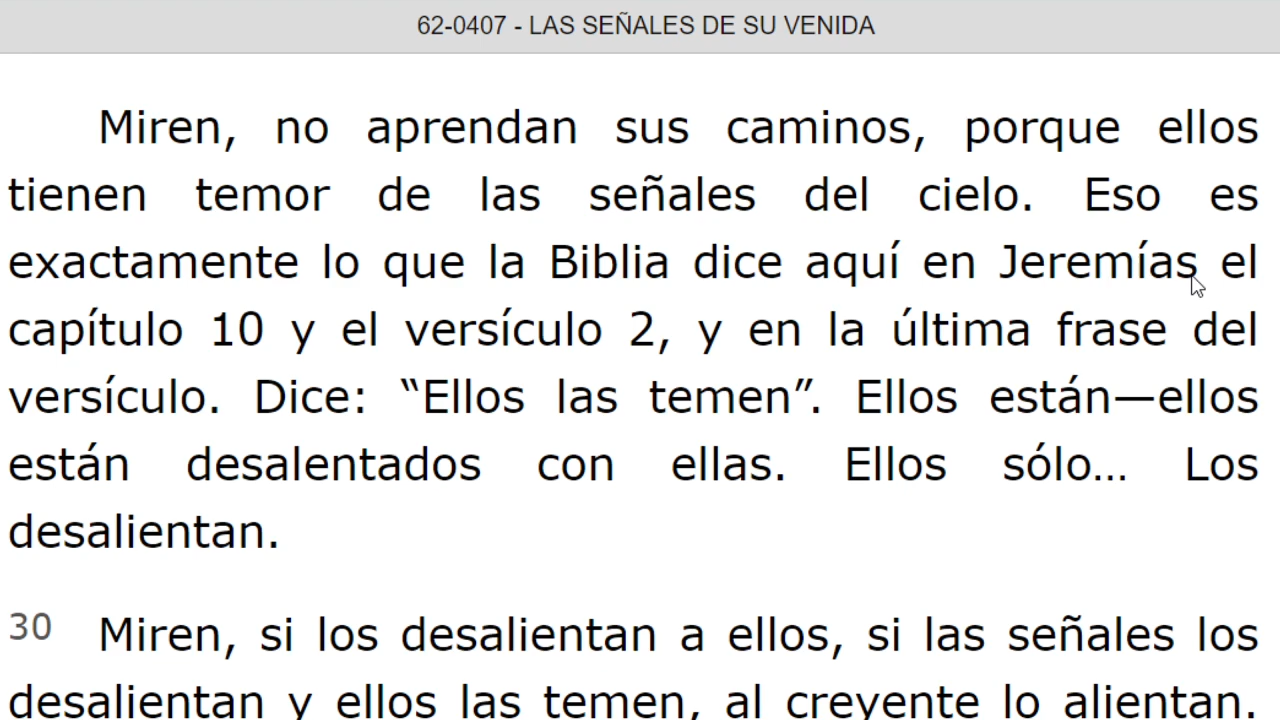 62-0407 - LAS SEÑALES DE SU VENIDA
Miren, no aprendan sus caminos, porque ellos
tienen temor de las señales del cielo. Eso es
exactamente lo que la Biblia dice aquí en Jeremías el
capítulo 10 y el versículo 2, y en la última frase del
versículo. Dice: “Ellos las temen”. Ellos están—ellos
están desalentados con ellas. Ellos sólo… Los
desalientan.
30 Miren, si los desalientan a ellos, si las señales los
desalientan y ellos las temen, al creyente lo alientan.